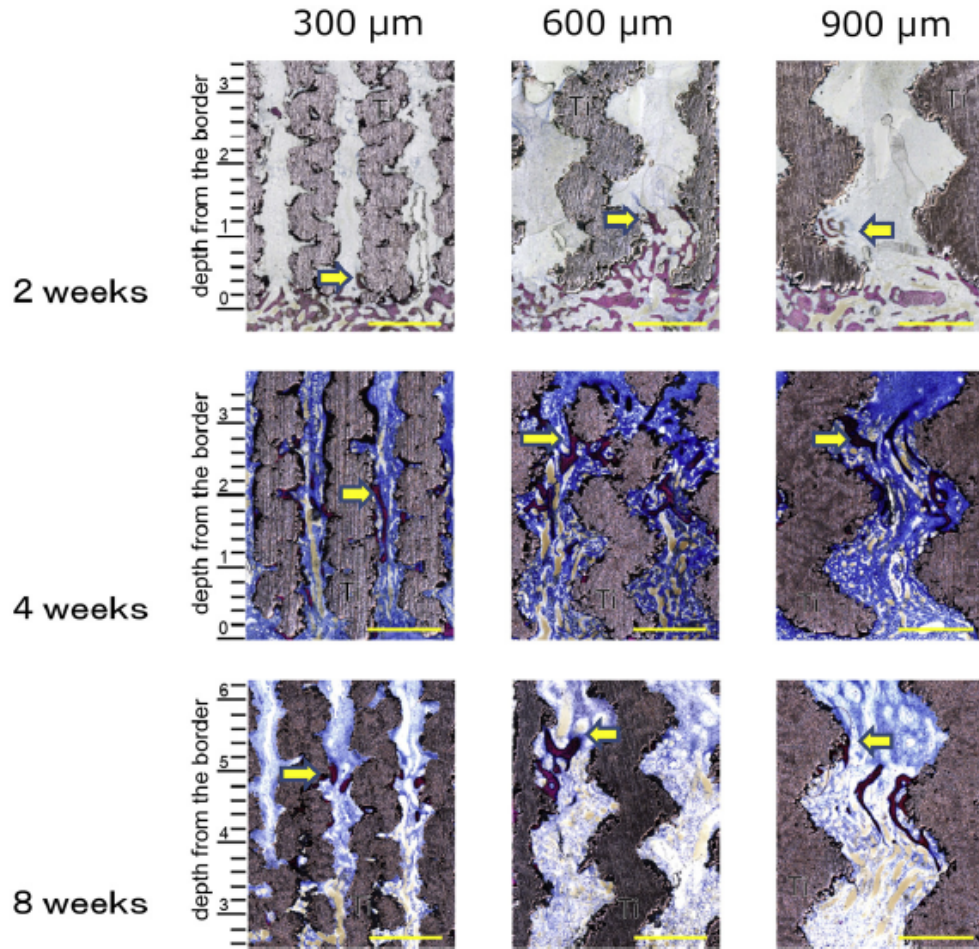 300 µm 600 µm 900 µm
2 weeks
depth from the border
3
2
1
0
Ti
Ti
Ti
4 weeks
depth from the border
3
2
1
0
T
Ti
i
8 weeks
depth from the border
6
5
4
3
Ti
Ti